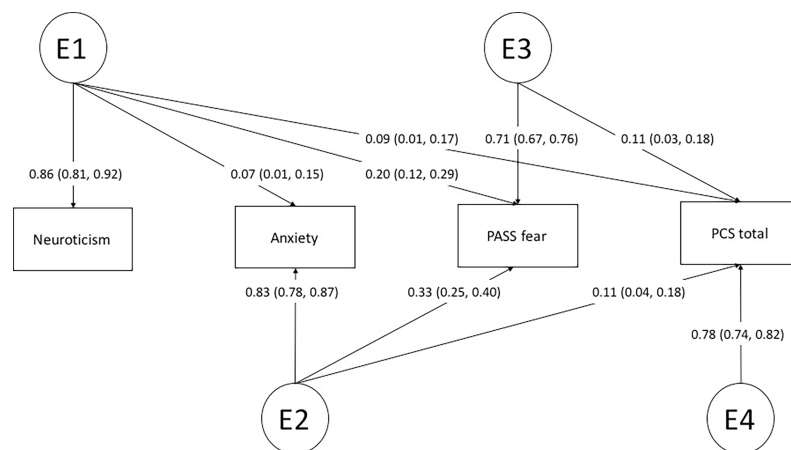 E1
E3
0.09 (0.01, 0.17)
0.71 (0.67, 0.76)
0.11 (0.03, 0.18)
0.86 (0.81, 0.92)
0.07 (0.01, 0.15)
0.20 (0.12, 0.29)
Neuroticism
Anxiety
PASS fear
PCS total
0.83 (0.78, 0.87)
0.33 (0.25, 0.40)
0.11 (0.04, 0.18)
0.78 (0.74, 0.82)
E2
E4